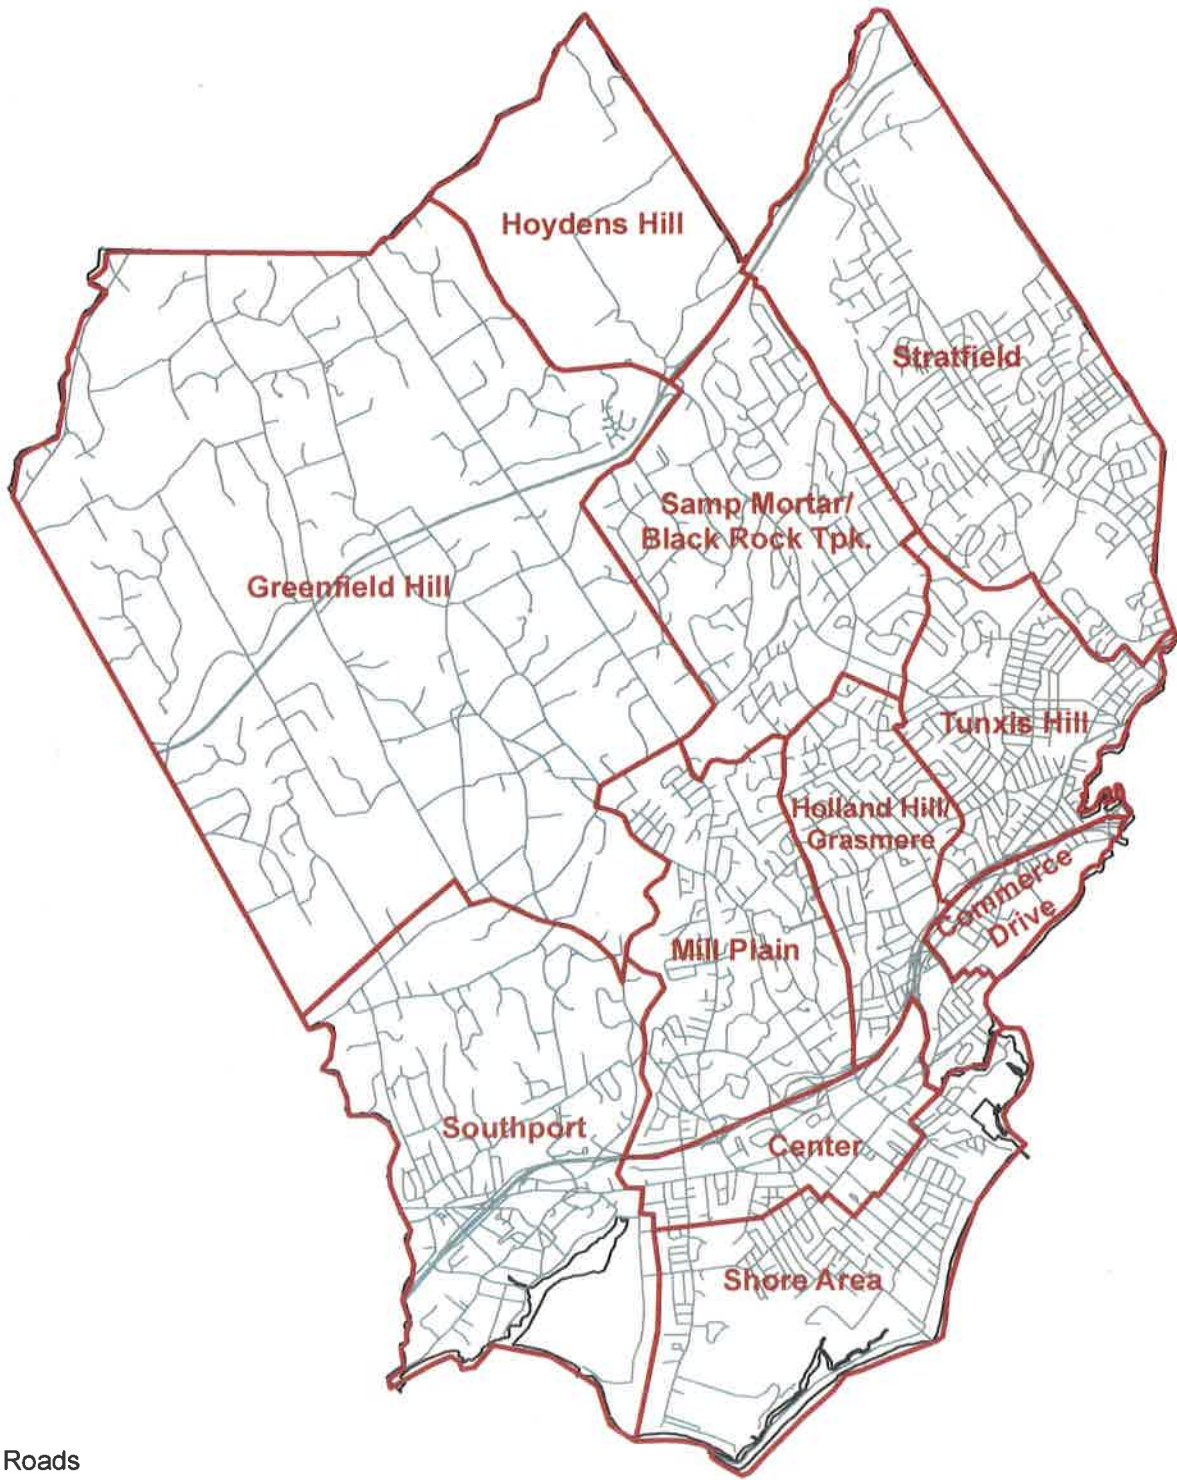 Hoydens Hill
Stratfield
Samp Mortar/
Black Rock Tpk.
Greenfield Hill
Tunxis Hill
Holland Hill/
Grasmere
Commerce
Drive
Mill Plain
Southport
Center
Shore Area
Roads